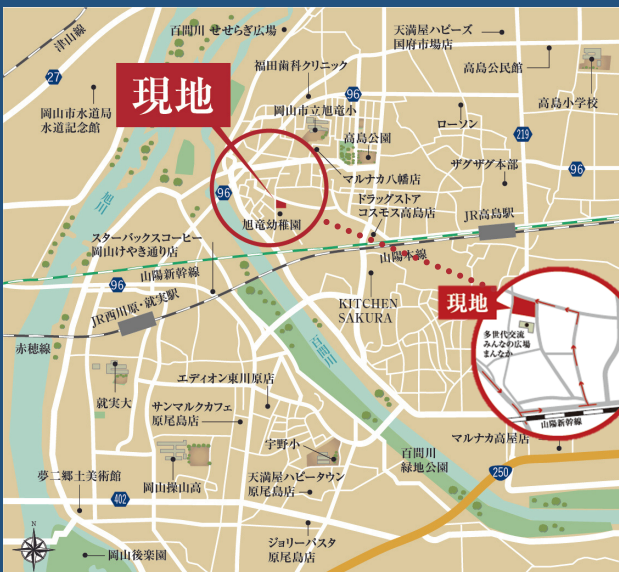 津山線
百間川 せせらぎ広場
天満屋ハピーズ
国府市場店
27
福田歯科クリニック
高島公民館
現地
96
高島小学校
岡山市水道局
水道記念館
岡山市立旭竜小
ローソン
高島公園
219
ザグザグ本部
96
マルナカ八幡店
旭川
96
ドラッグストア
コスモス高島店
旭竜幼稚園
JR高島駅
スターバックスコーヒー
岡山けやき通り店
山陽本線
山陽新幹線
96
KITCHEN
SAKURA
現地
JR西川原・就実駅
多世代交流
みんなの広場
まんなか
赤穂線
百間川
エディオン東川原店
就実大
サンマルクカフェ
原尾島店
山陽新幹線
宇野小
マルナカ高屋店
百間川
緑地公園
夢二郷土美術館
岡山操山高
天満屋ハピータウン
原尾島店
250
402
N
ジョリーパスタ
原尾島店
岡山後楽園